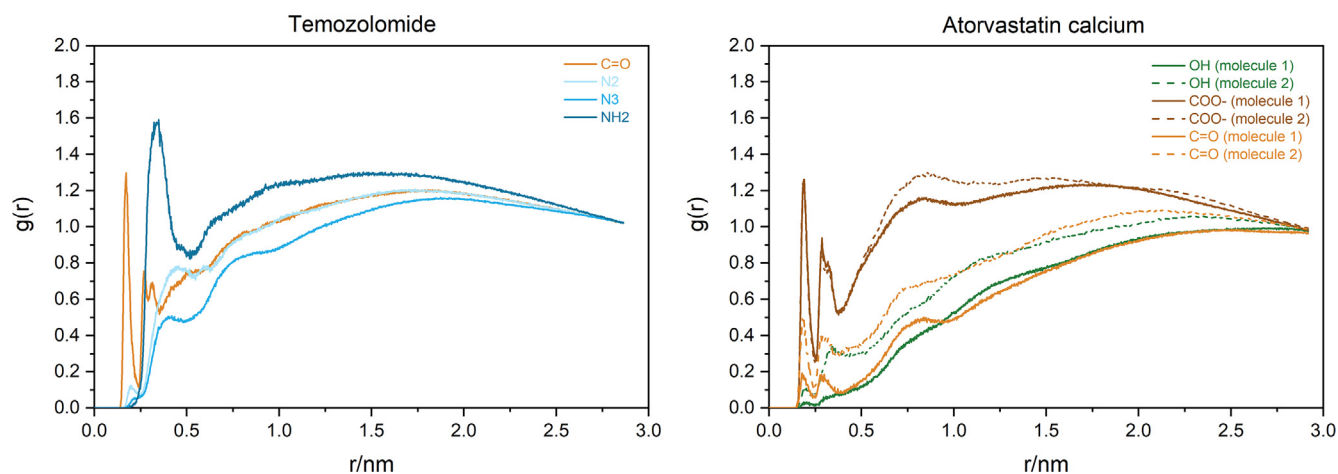 Temozolomide
2.0
1.8
1.6
1.4
1.2
1.0
0.8
0.6
0.4
0.2
0.0
g(r)
C=O
N2
N3
NH2
0.0 0.5 1.0 1.5 2.0 2.5 3.0
r/nm
Atorvastatin calcium
2.0
1.8
1.6
1.4
1.2
1.0
0.8
0.6
0.4
0.2
0.0
g(r)
OH (molecule 1)
OH (molecule 2)
COO- (molecule 1)
COO- (molecule 2)
C=O (molecule 1)
C=O (molecule 2)
0.0 0.5 1.0 1.5 2.0 2.5 3.0
r/nm